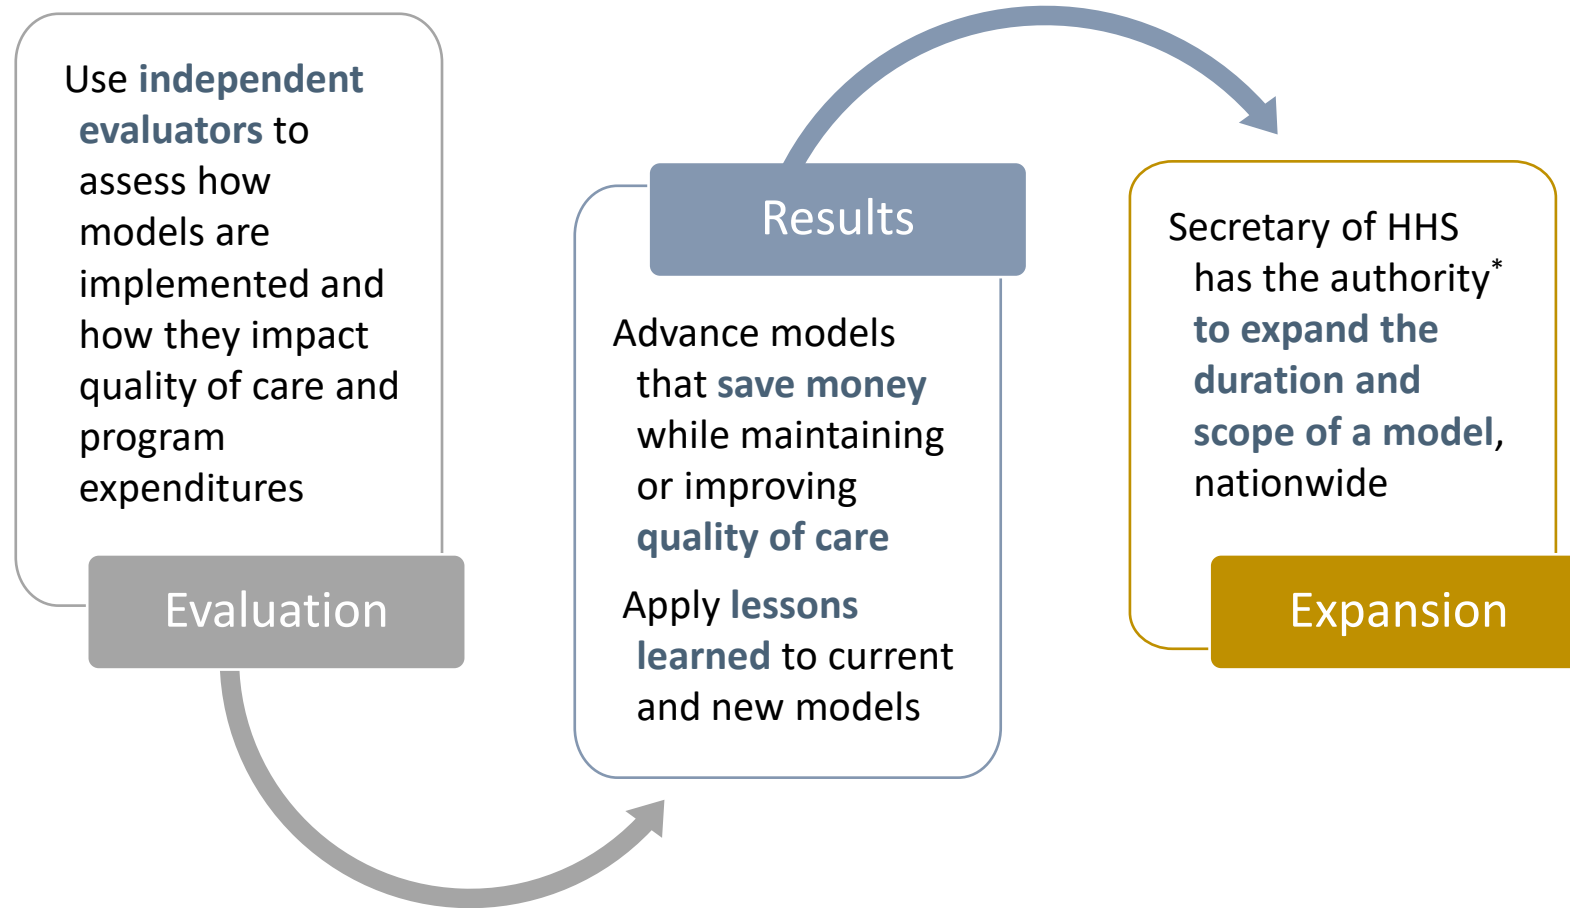 Use independent
evaluators to
assess how
models are
implemented and
how they impact
quality of care and
program
expenditures
Evaluation
Results
Advance models
that save money
while maintaining
or improving
quality of care
Apply lessons
learned to current
and new models
Secretary of HHS
has the authority*
to expand the
duration and
scope of a model,
nationwide
Expansion